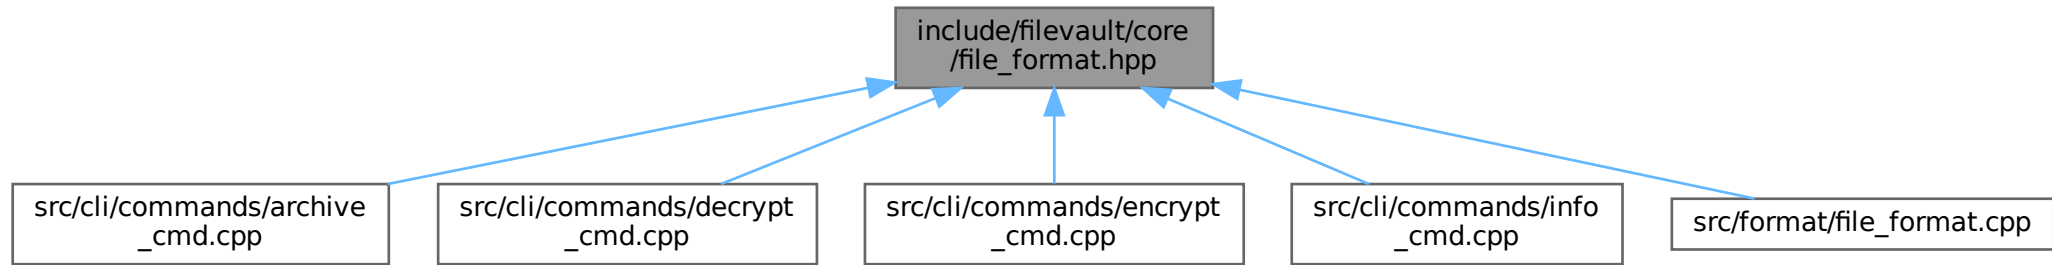 include/filevault/core
/file_format.hpp
src/cli/commands/archive
_cmd.cpp
src/cli/commands/decrypt
_cmd.cpp
src/cli/commands/encrypt
_cmd.cpp
src/cli/commands/info
_cmd.cpp
src/format/file_format.cpp